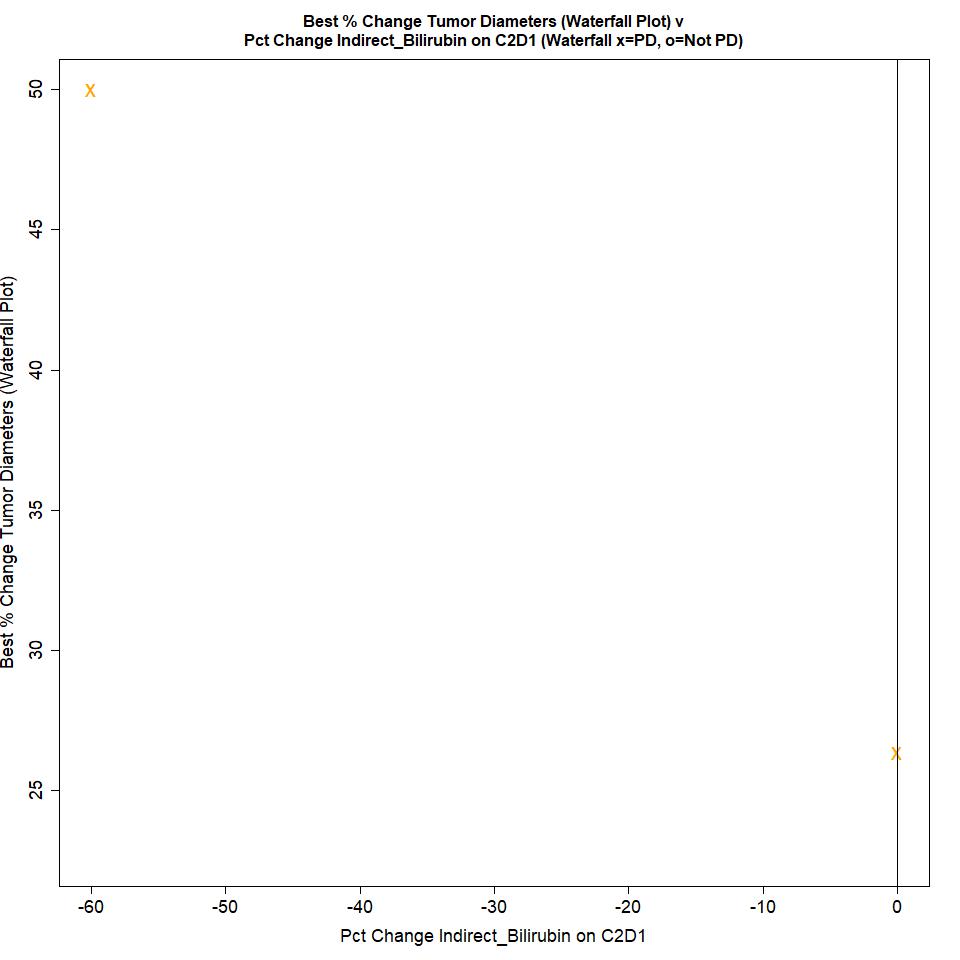 Best % Change Tumor Diameters (Waterfall Plot) v
Pct Change Indirect_Bilirubin on C2D1 (Waterfall x=PD, o=Not PD)
Best % Change Tumor Diameters (Waterfall Plot)
50
45
40
35
30
25
X
X
-60 -50 -40 -30 -20 -10 0
Pct Change Indirect_Bilirubin on C2D1